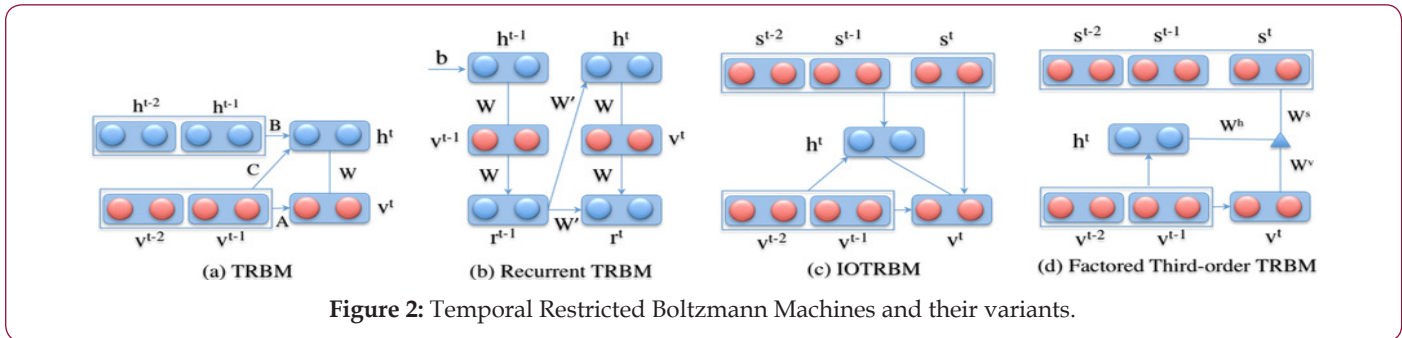 h^t-2 h^t-1
B
h^t
C
W
A
v^t
v^t-2 v^t-1
(a) TRBM
h^t-1 h^t
b
W W' W
v^t-1 v^t
W W
W'
r^t-1 r^t
(b) Recurrent TRBM
s^t-2 s^t-1 s^t
h^t
v^t-2 v^t-1 v^t
(c) IOTRBM
s^t-2 s^t-1 s^t
W^s
W^h
h^t
W^v
v^t-2 v^t-1 v^t
(d) Factored Third-order TRBM
Figure 2: Temporal Restricted Boltzmann Machines and their variants.